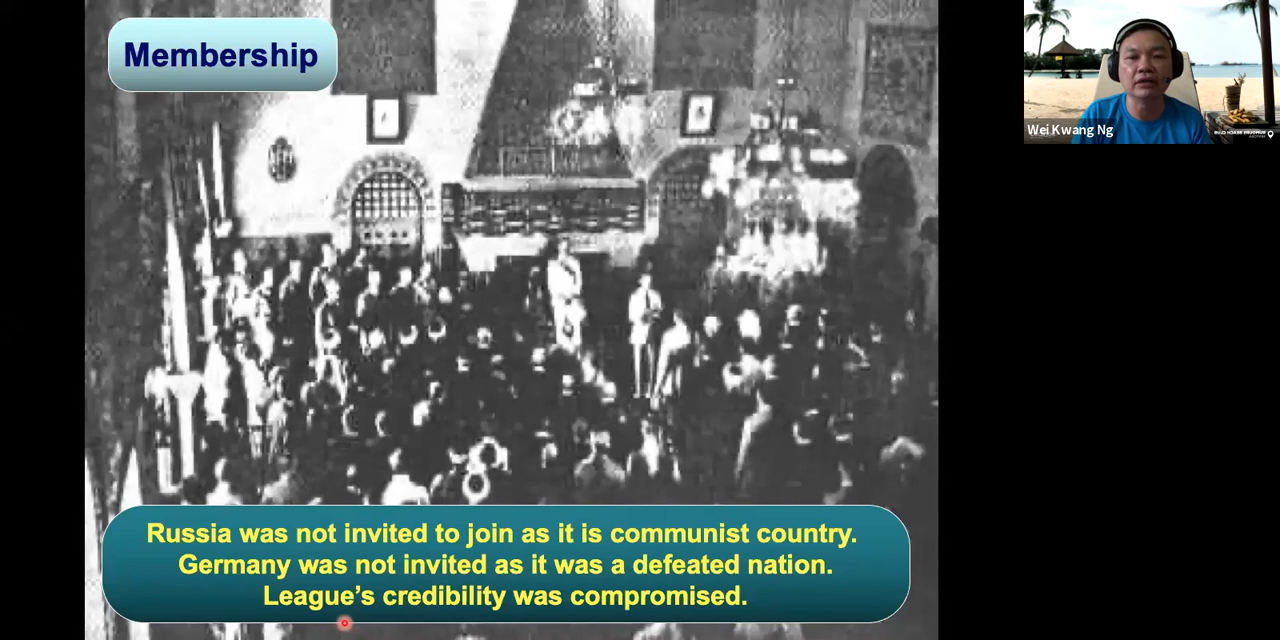 Membership
Wei Kwang Ng
Russia was not invited to join as it is communist country.
Germany was not invited as it was a defeated nation.
League's credibility was compromised.